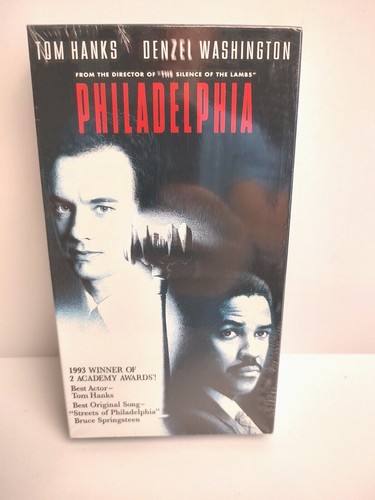 TOM HANKS DENZEL WASHINGTON
FROM THE DIRECTOR OF "THE SILENCE OF THE LAMBS"
PHILADELPHIA
1993 WINNER OF
2 ACADEMY AWARDS!
Best Actor-
Tom Hanks
Best Original Song-
"Streets of Philadelphia"
Bruce Springsteen